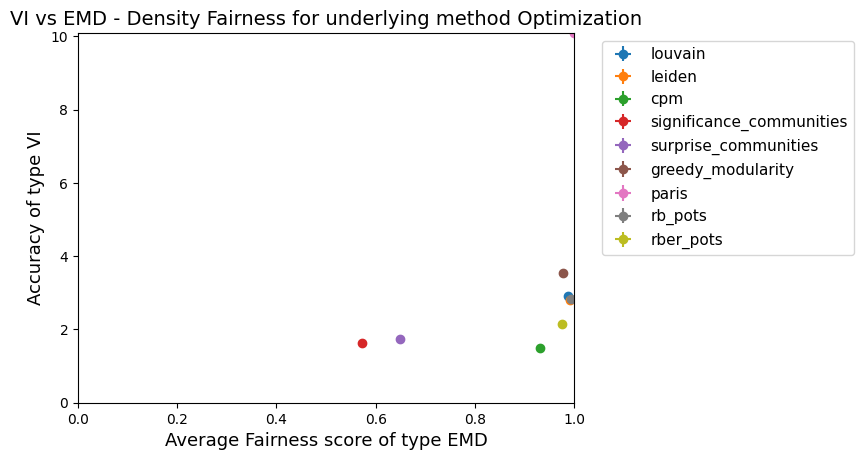 VI vs EMD - Density Fairness for underlying method Optimization
10
8
6
4
2
0
Accuracy of type VI
0.0 0.2 0.4 0.6 0.8 1.0
Average Fairness score of type EMD
louvain
leiden
cpm
significance_communities
surprise_communities
greedy_modularity
paris
rb_pots
rber_pots